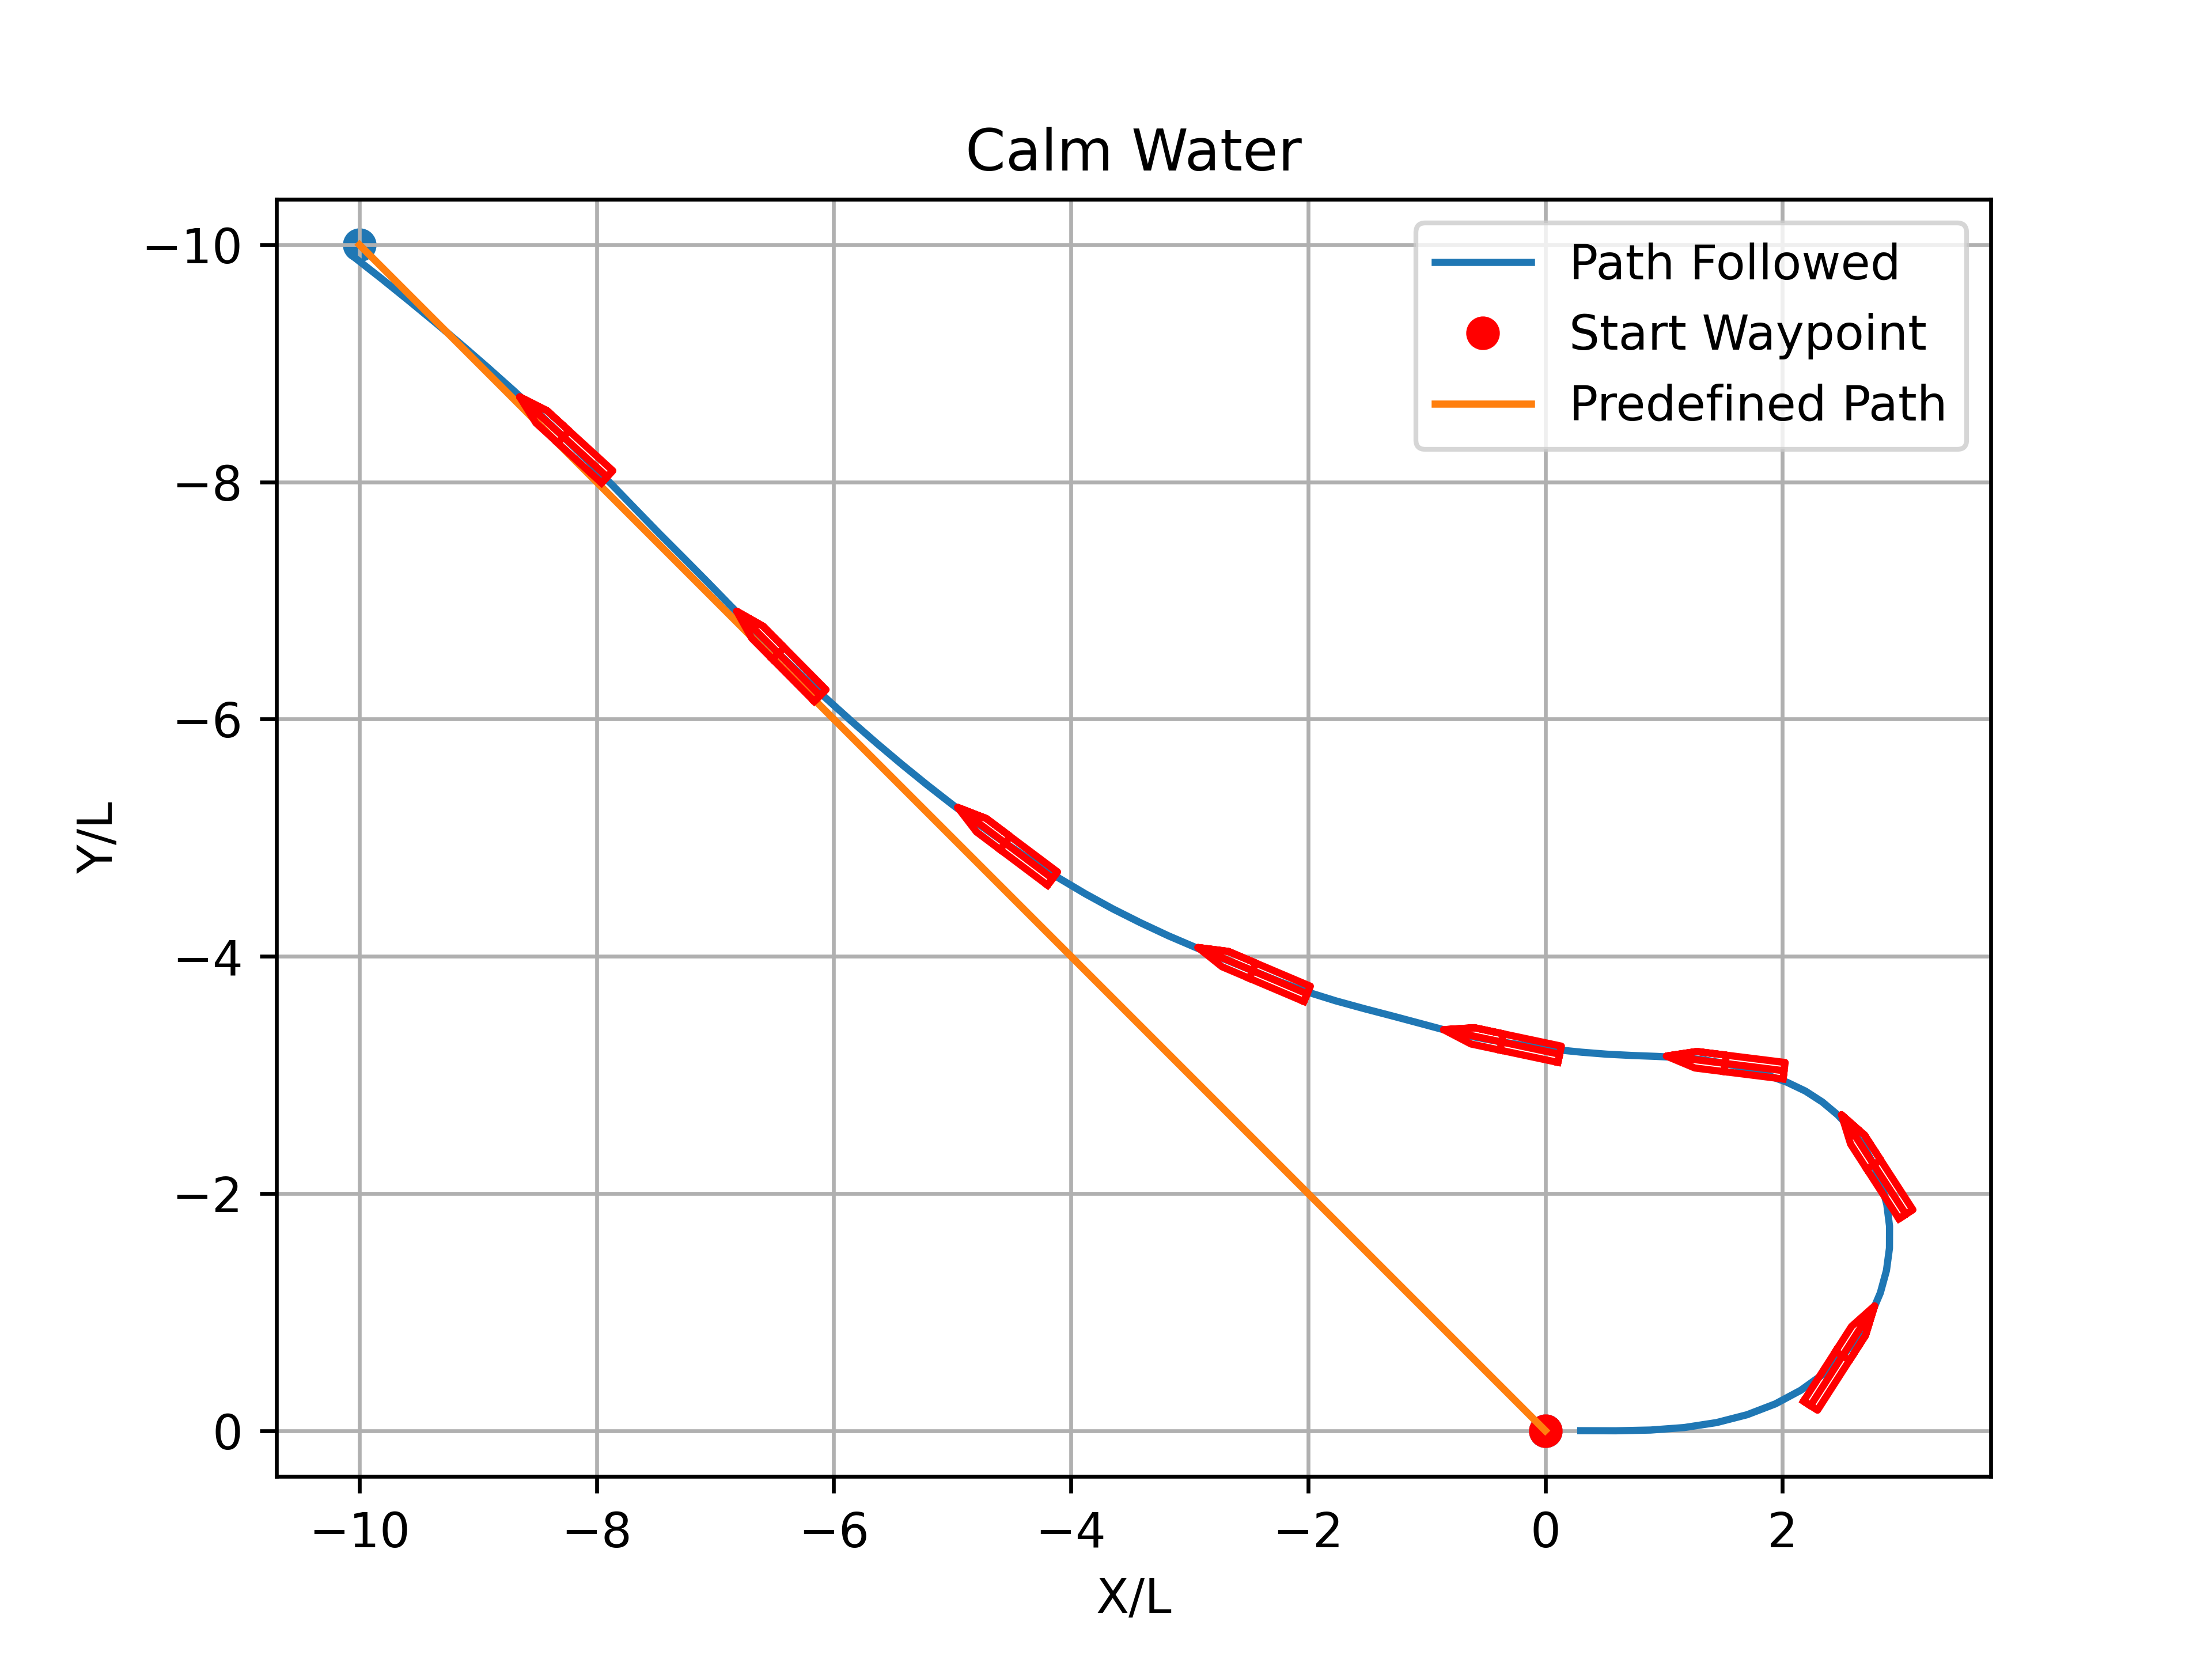 Calm Water
Path Followed
Start Waypoint
Predefined Path
−10
−8
−6
−4
−2
0
Y/L
−10 −8 −6 −4 −2 0 2
X/L